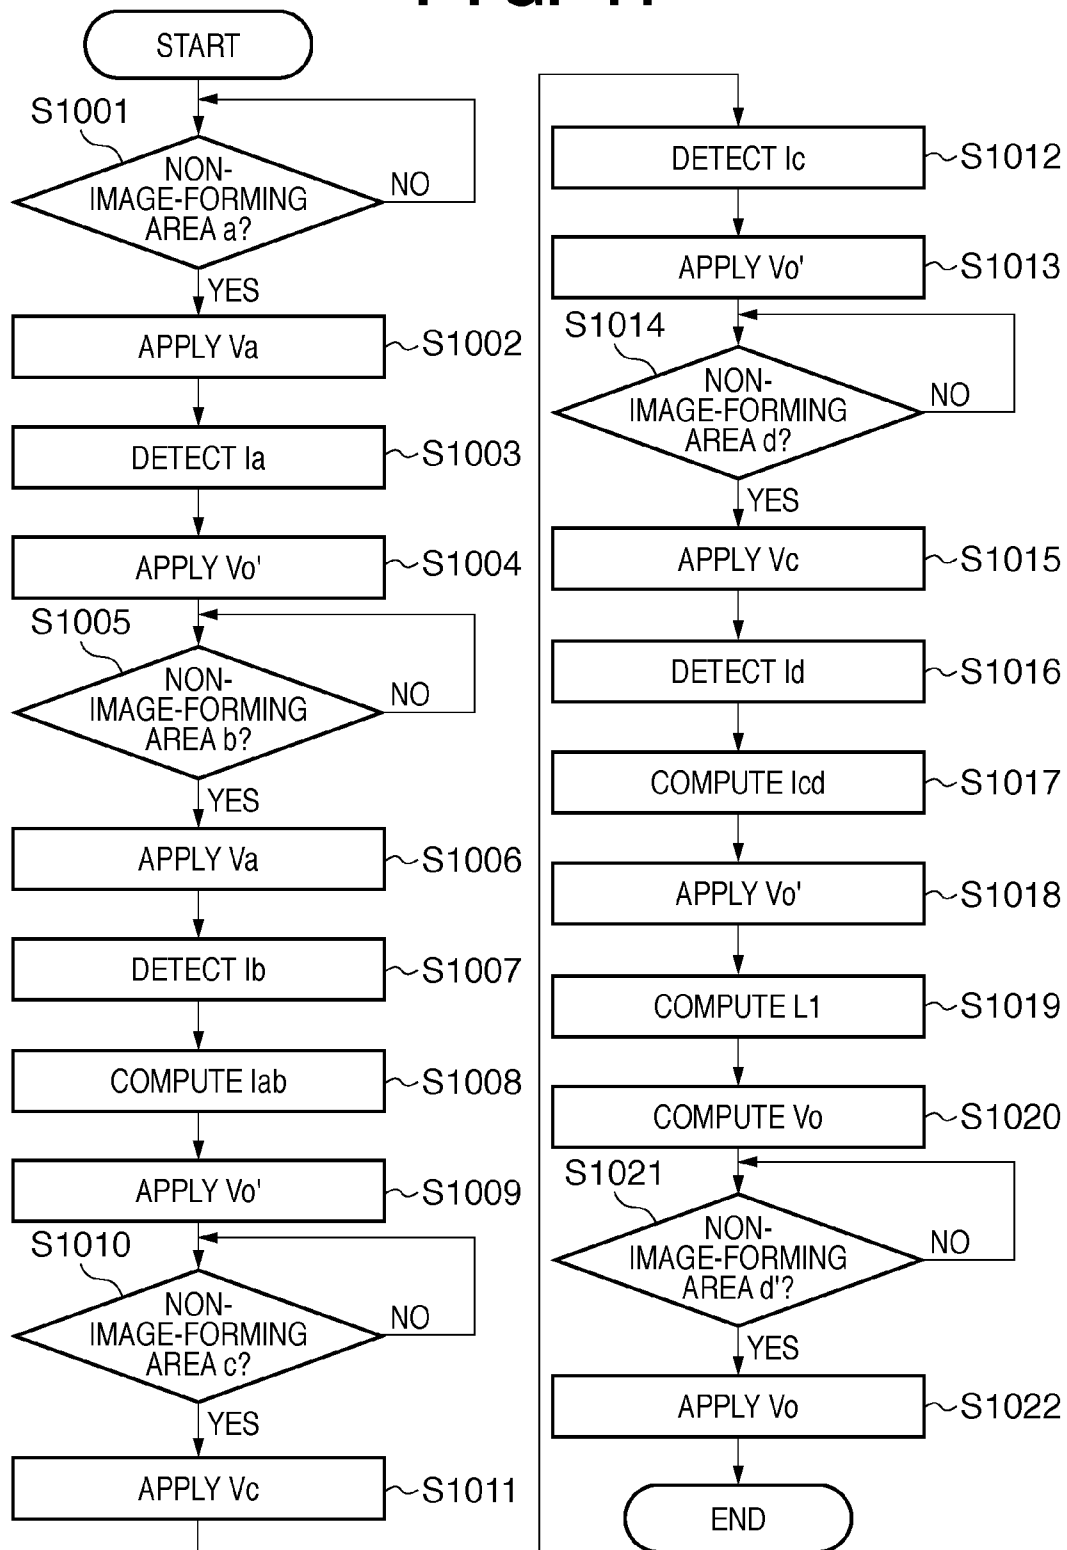 START
S1001
NON-
IMAGE-FORMING
AREA a?
NO
YES
APPLY Va
S1002
DETECT Ia
S1003
APPLY Vo'
S1004
S1005
NON-
IMAGE-FORMING
AREA b?
NO
YES
APPLY Va
S1006
DETECT Ib
S1007
COMPUTE Iab
S1008
APPLY Vo'
S1009
S1010
NON-
IMAGE-FORMING
AREA c?
NO
YES
APPLY Vc
S1011
DETECT Ic
S1012
APPLY Vo'
S1013
S1014
NON-
IMAGE-FORMING
AREA d?
NO
YES
APPLY Vc
S1015
DETECT Id
S1016
COMPUTE Icd
S1017
APPLY Vo'
S1018
COMPUTE L1
S1019
COMPUTE Vo
S1020
S1021
NON-
IMAGE-FORMING
AREA d'?
NO
YES
APPLY Vo
S1022
END